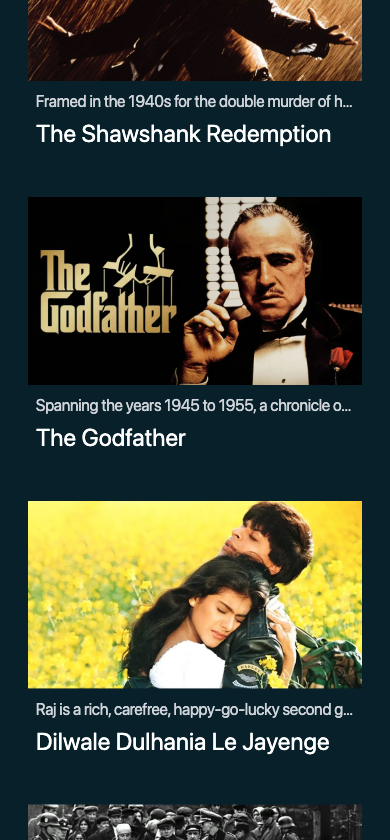 Framed in the 1940s for the double murder of h...
The Shawshank Redemption
The
Godfather
Spanning the years 1945 to 1955, a chronicle o...
The Godfather
Raj is a rich, carefree, happy-go-lucky second g...
Dilwale Dulhania Le Jayenge